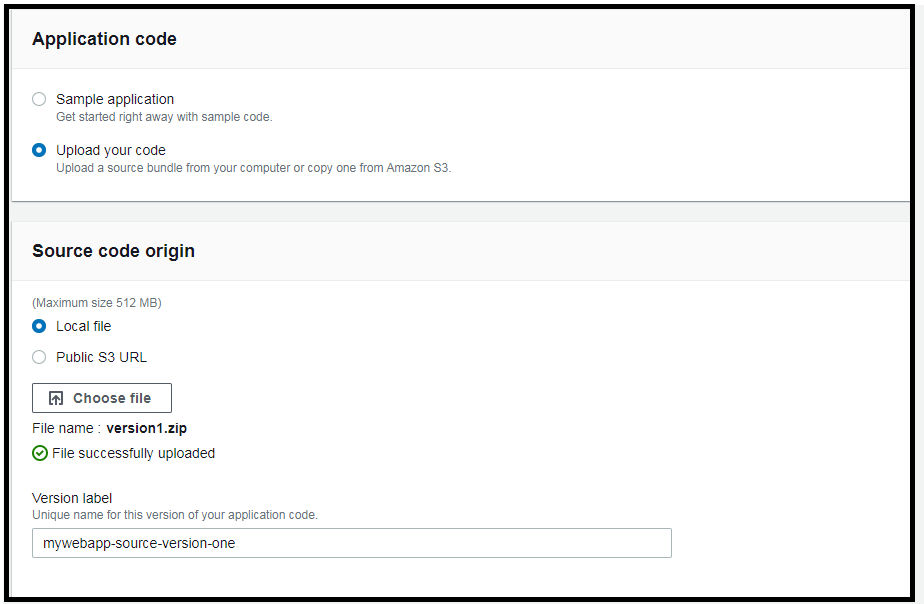 Application code
Sample application
Get started right away with sample code.
Upload your code
Upload a source bundle from your computer or copy one from Amazon S3.
Source code origin
(Maximum size 512 MB)
Local file
Public S3 URL
Choose file
File name : version1.zip
File successfully uploaded
Version label
Unique name for this version of your application code.
mywebapp-source-version-one